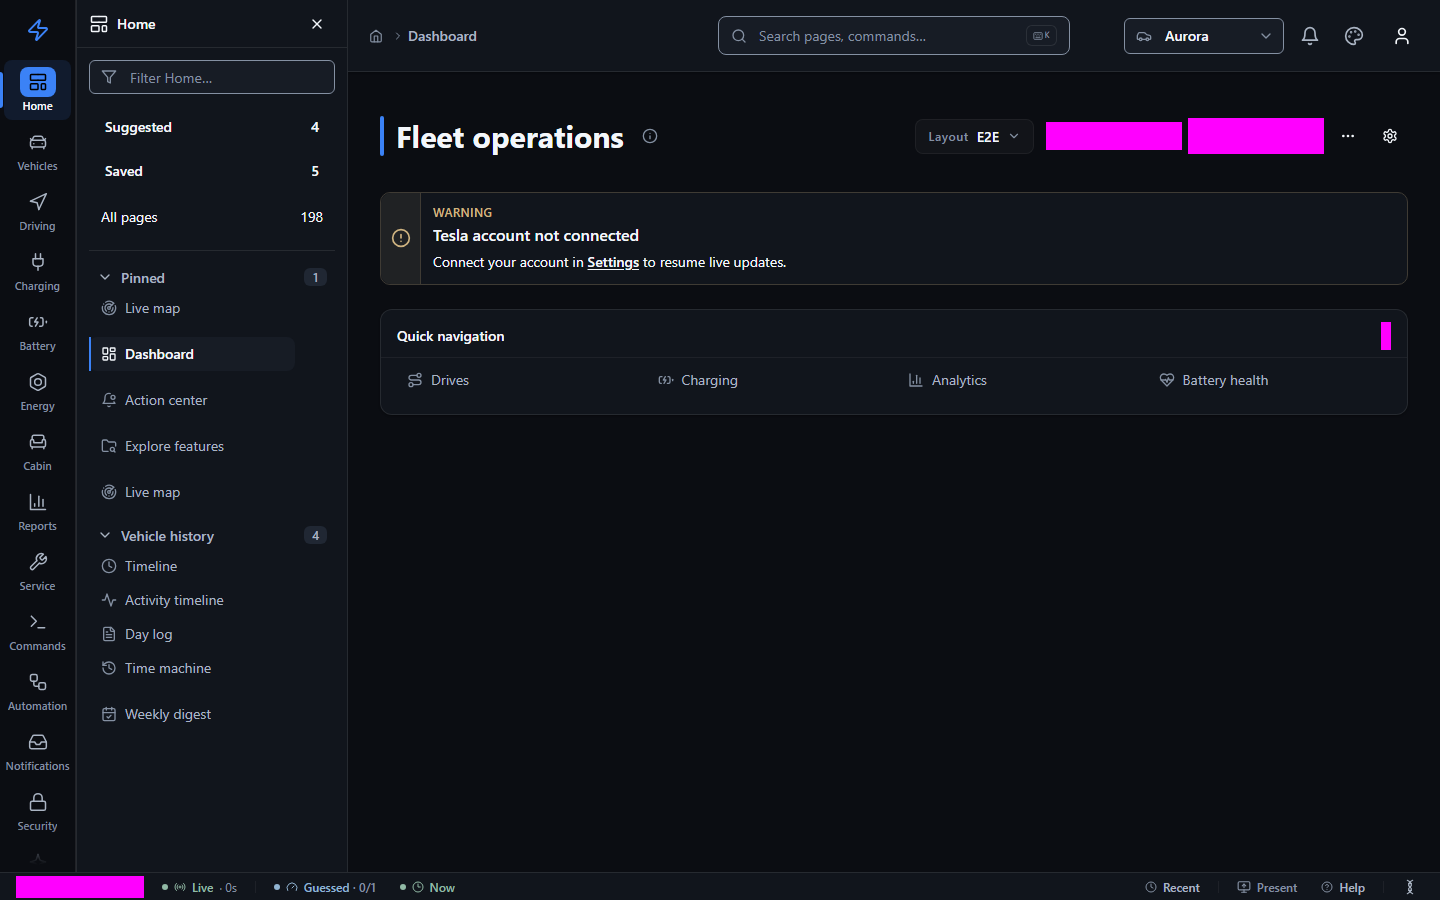 Home
Vehicles
Driving
Charging
Battery
Energy
Cabin
Reports
Service
Commands
Automation
Notifications
Security
Home
Filter Home...
Suggested 4
Saved 5
All pages 198
Pinned 1
Live map
Dashboard
Action center
Explore features
Live map
Vehicle history 4
Timeline
Activity timeline
Day log
Time machine
Weekly digest
Dashboard
Search pages, commands...
K
Aurora
Fleet operations
Layout E2E
WARNING
Tesla account not connected
Connect your account in Settings to resume live updates.
Quick navigation
Drives
Charging
Analytics
Battery health
Live · 0s
Guessed · 0/1
Now
Recent
Present
Help